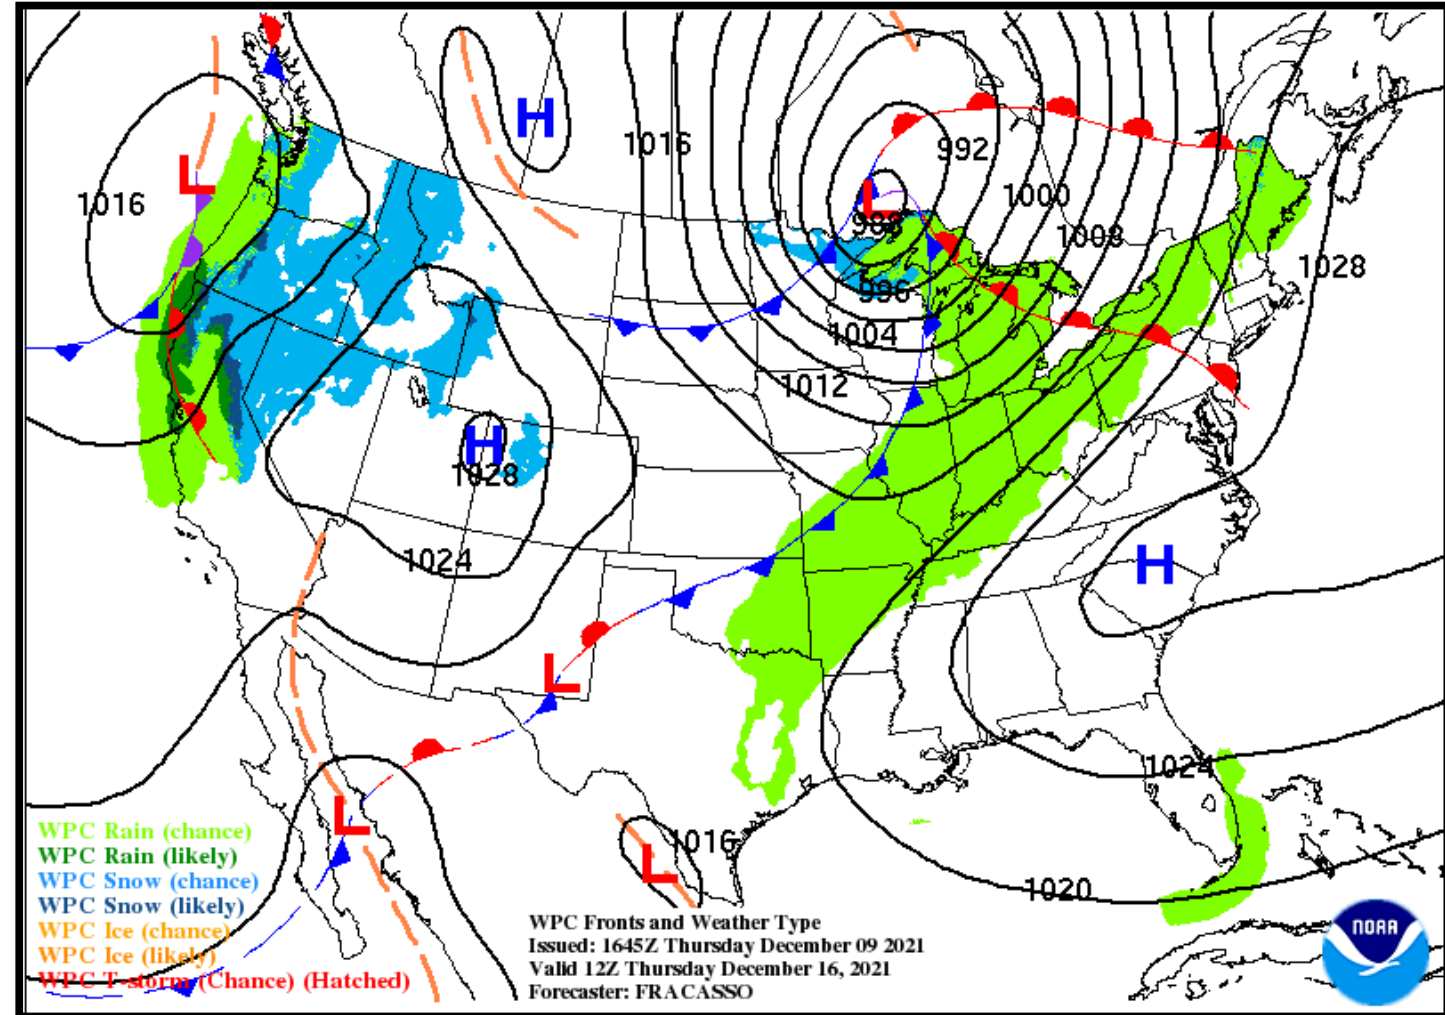 H
1016
992
L
1016
1000
L
988
1008
1028
996
1004
1012
H
1028
1024
H
L
1024
L
1016
L
1020
WPC Rain (chance)
WPC Rain (likely)
WPC Snow (chance)
WPC Snow (likely)
WPC Ice (chance)
WPC Ice (likely)
WPC T-storm (Chance) (Hatched)
WPC Fronts and Weather Type
Issued: 1645Z Thursday December 09 2021
Valid 12Z Thursday December 16, 2021
Forecaster: FRACASSO
NOAA